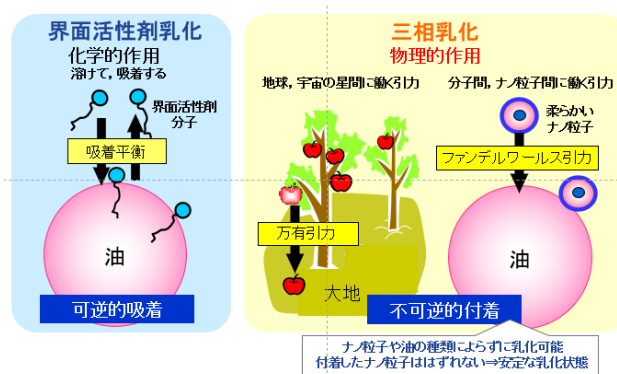 界面活性剤乳化
化学的作用
溶けて,吸着する
界面活性剤
分子
吸着平衡
油
可逆的吸着
三相乳化
物理的作用
地球,宇宙の星間に働く引力
万有引力
大地
分子間,ナノ粒子間に働く引力
柔らかい
ナノ粒子
ファンデルワールス引力
油
不可逆的付着
ナノ粒子や油の種類によらずに乳化可能
付着したナノ粒子ははずれない⇒安定な乳化状態